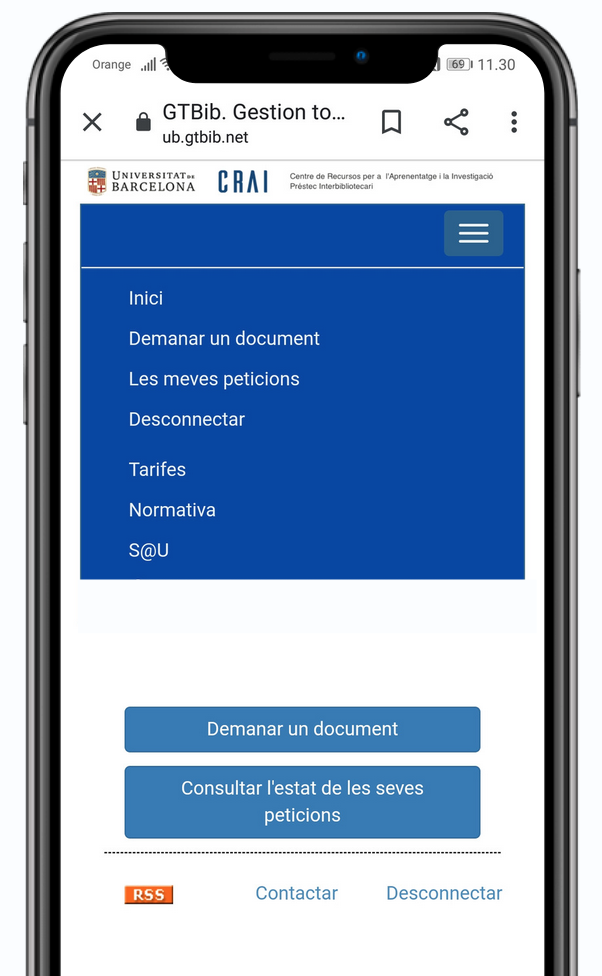 Orange
69
11.30
GTBib. Gestion to...
ub.gtbib.net
UNIVERSITAT DE
BARCELONA
CRAI
Centre de Recursos per a l'Aprenentatge i la Investigació
Préstec Interbibliotecari
Inici
Demanar un document
Les meves peticions
Desconnectar
Tarifes
Normativa
S@U
Demanar un document
Consultar l'estat de les seves
peticions
RSS
Contactar
Desconnectar